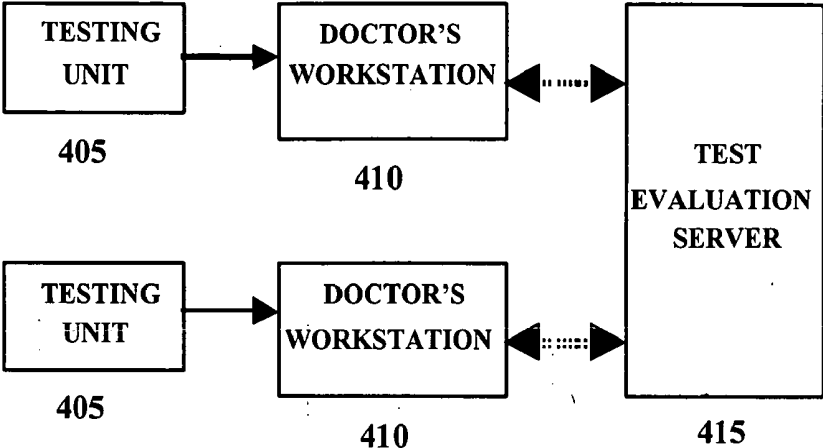 TESTING
UNIT
405
DOCTOR'S
WORKSTATION
410
TESTING
UNIT
405
DOCTOR'S
WORKSTATION
410
TEST
EVALUATION
SERVER
415